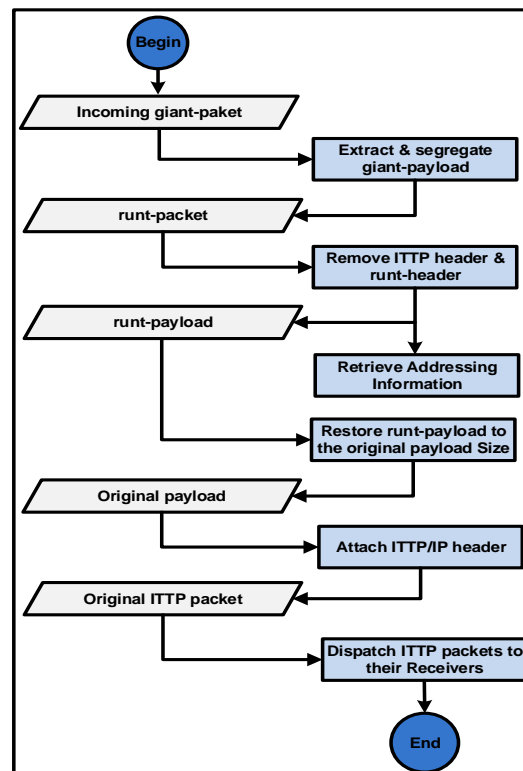 Begin
Incoming giant-paket
Extract & segregate
giant-payload
runt-packet
Remove ITTP header &
runt-header
runt-payload
Retrieve Addressing
Information
Restore runt-payload to
the original payload Size
Original payload
Attach ITTP/IP header
Original ITTP packet
Dispatch ITTP packets to
their Receivers
End